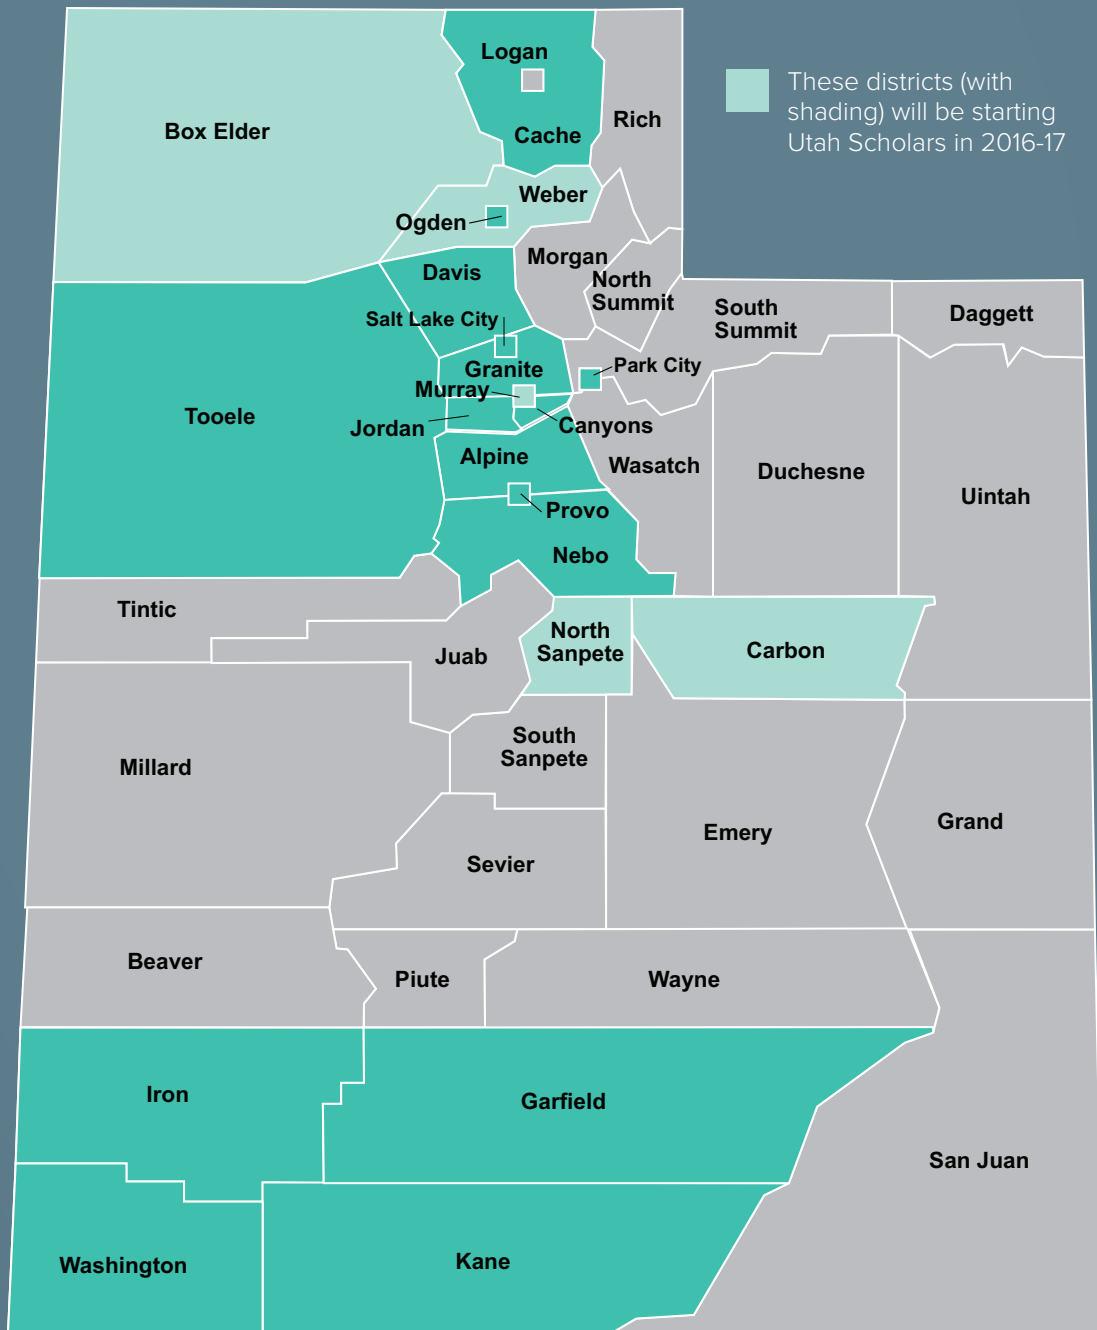 Logan
These districts (with
shading) will be starting
Utah Scholars in 2016-17
Box Elder
Cache
Rich
Weber
Ogden
Morgan
Davis
North
Summit
South
Summit
Daggett
Salt Lake City
Granite
Park City
Murray
Tooele
Jordan
Canyons
Alpine
Wasatch
Duchesne
Uintah
Provo
Nebo
Tintic
Juab
North
Sanpete
Carbon
South
Sanpete
Millard
Emery
Grand
Sevier
Beaver
Piute
Wayne
Iron
Garfield
San Juan
Washington
Kane